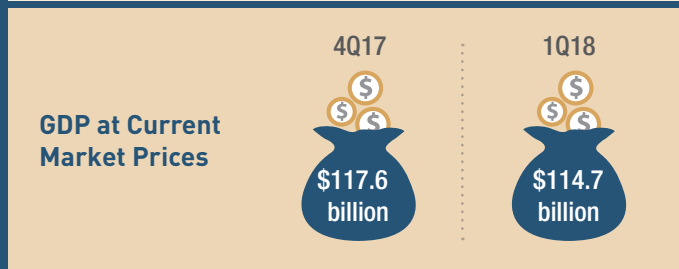 4Q17
1Q18
GDP at Current
Market Prices
$
$
$
$117.6
billion
$
$
$
$114.7
billion